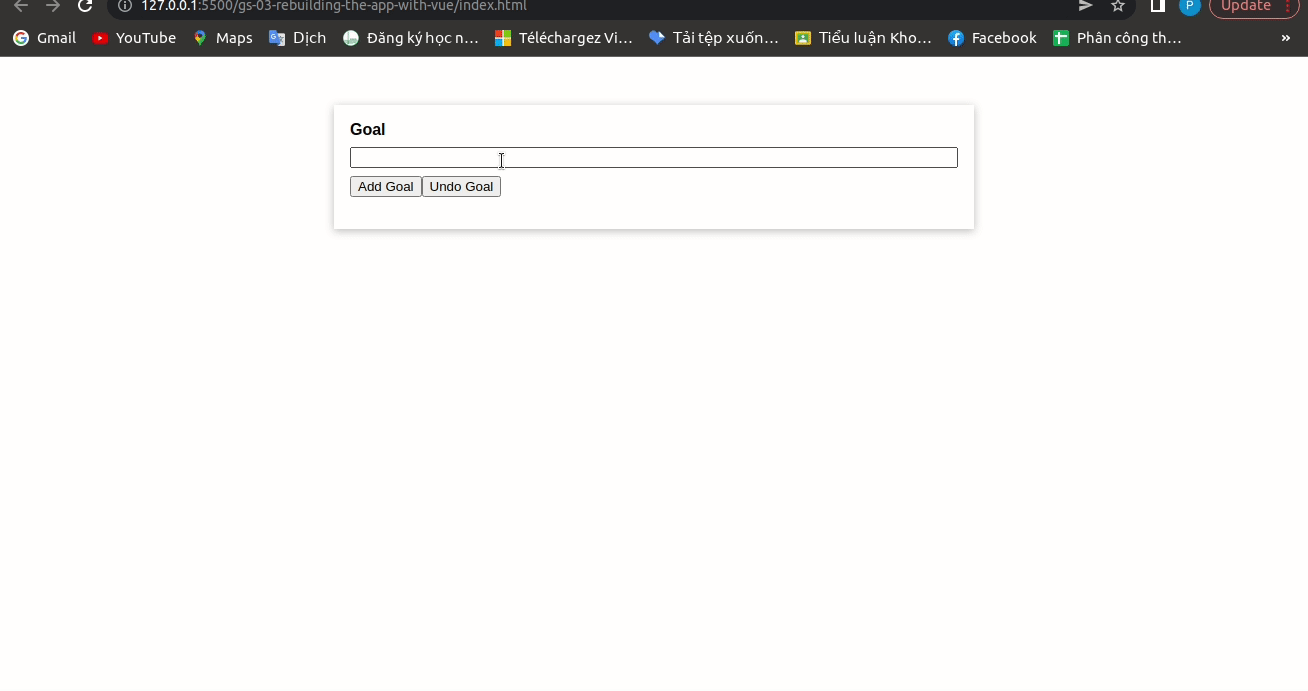 127.0.0.1:5500/gs-03-rebuilding-the-app-with-vue/index.html P Update
Gmail YouTube Maps Dịch Đăng ký học n... Téléchargez Vi... Tải tệp xuốn... Tiểu luận Kho... Facebook Phân công th... »
Goal
Add Goal Undo Goal